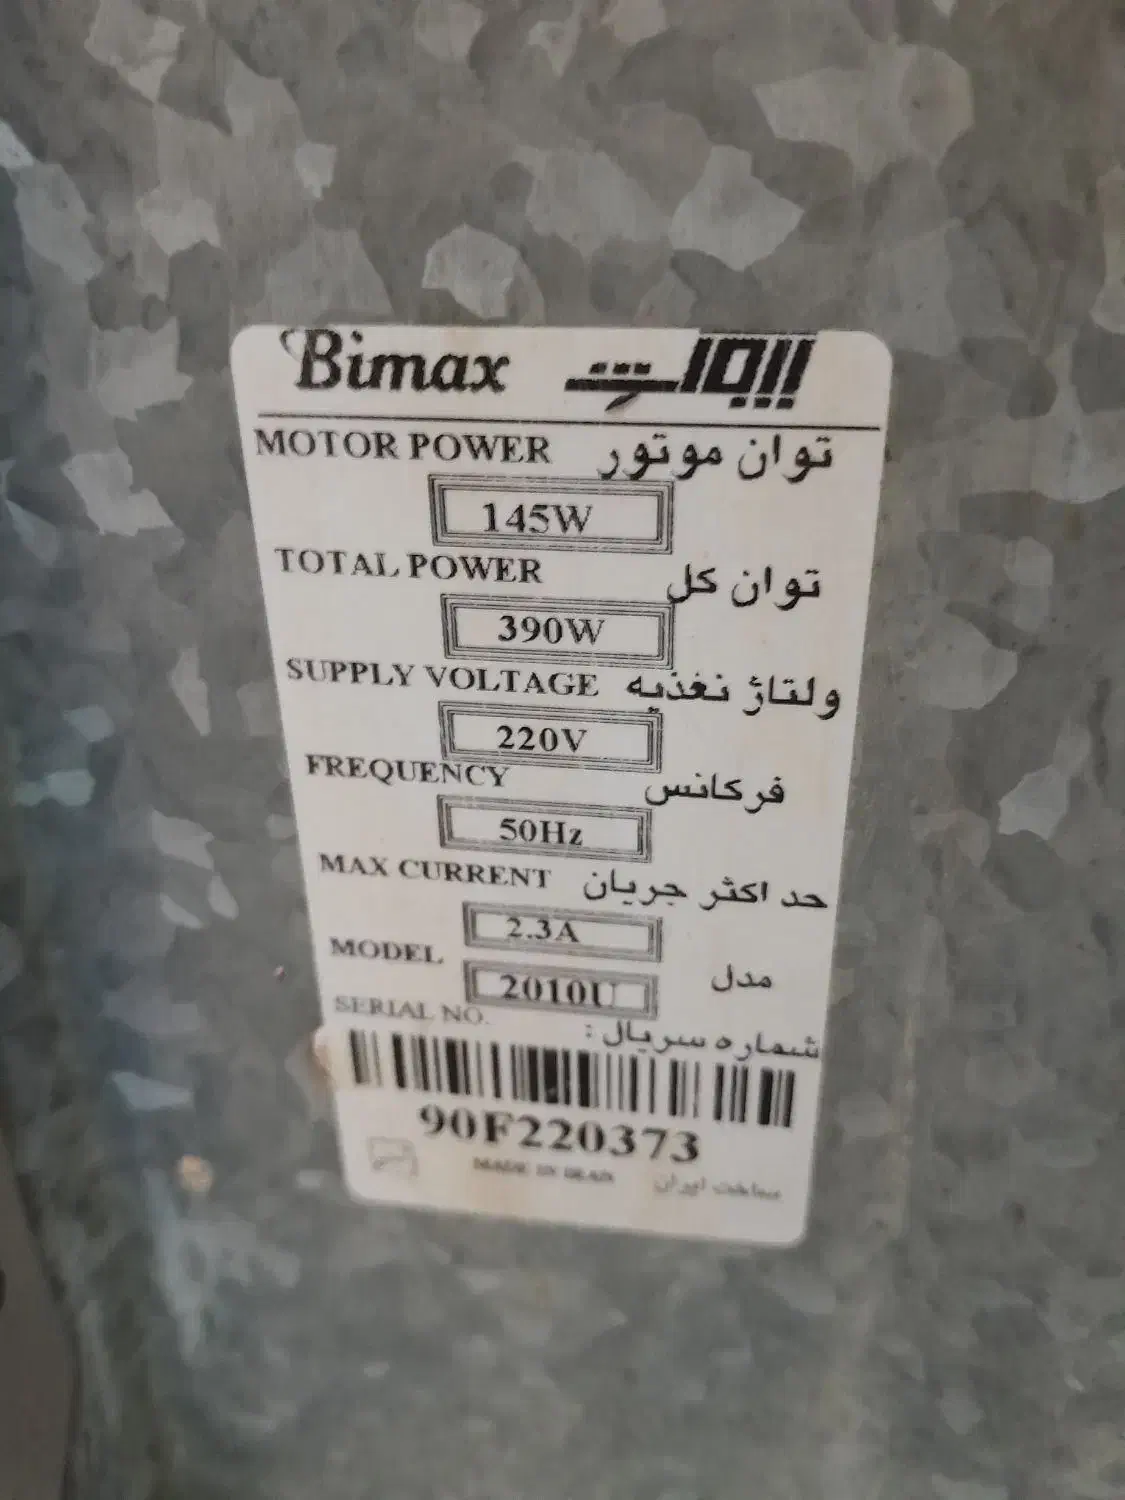 Bimax بیمکث
MOTOR POWER توان موتور
145W
TOTAL POWER توان کل
390W
SUPPLY VOLTAGE ولتاژ تغذیه
220V
FREQUENCY فرکانس
50Hz
MAX CURRENT حد اکثر جریان
2.3A
MODEL مدل
2010U
SERIAL NO. شماره سریال :
90F220373
MADE IN IRAN ساخت ایران